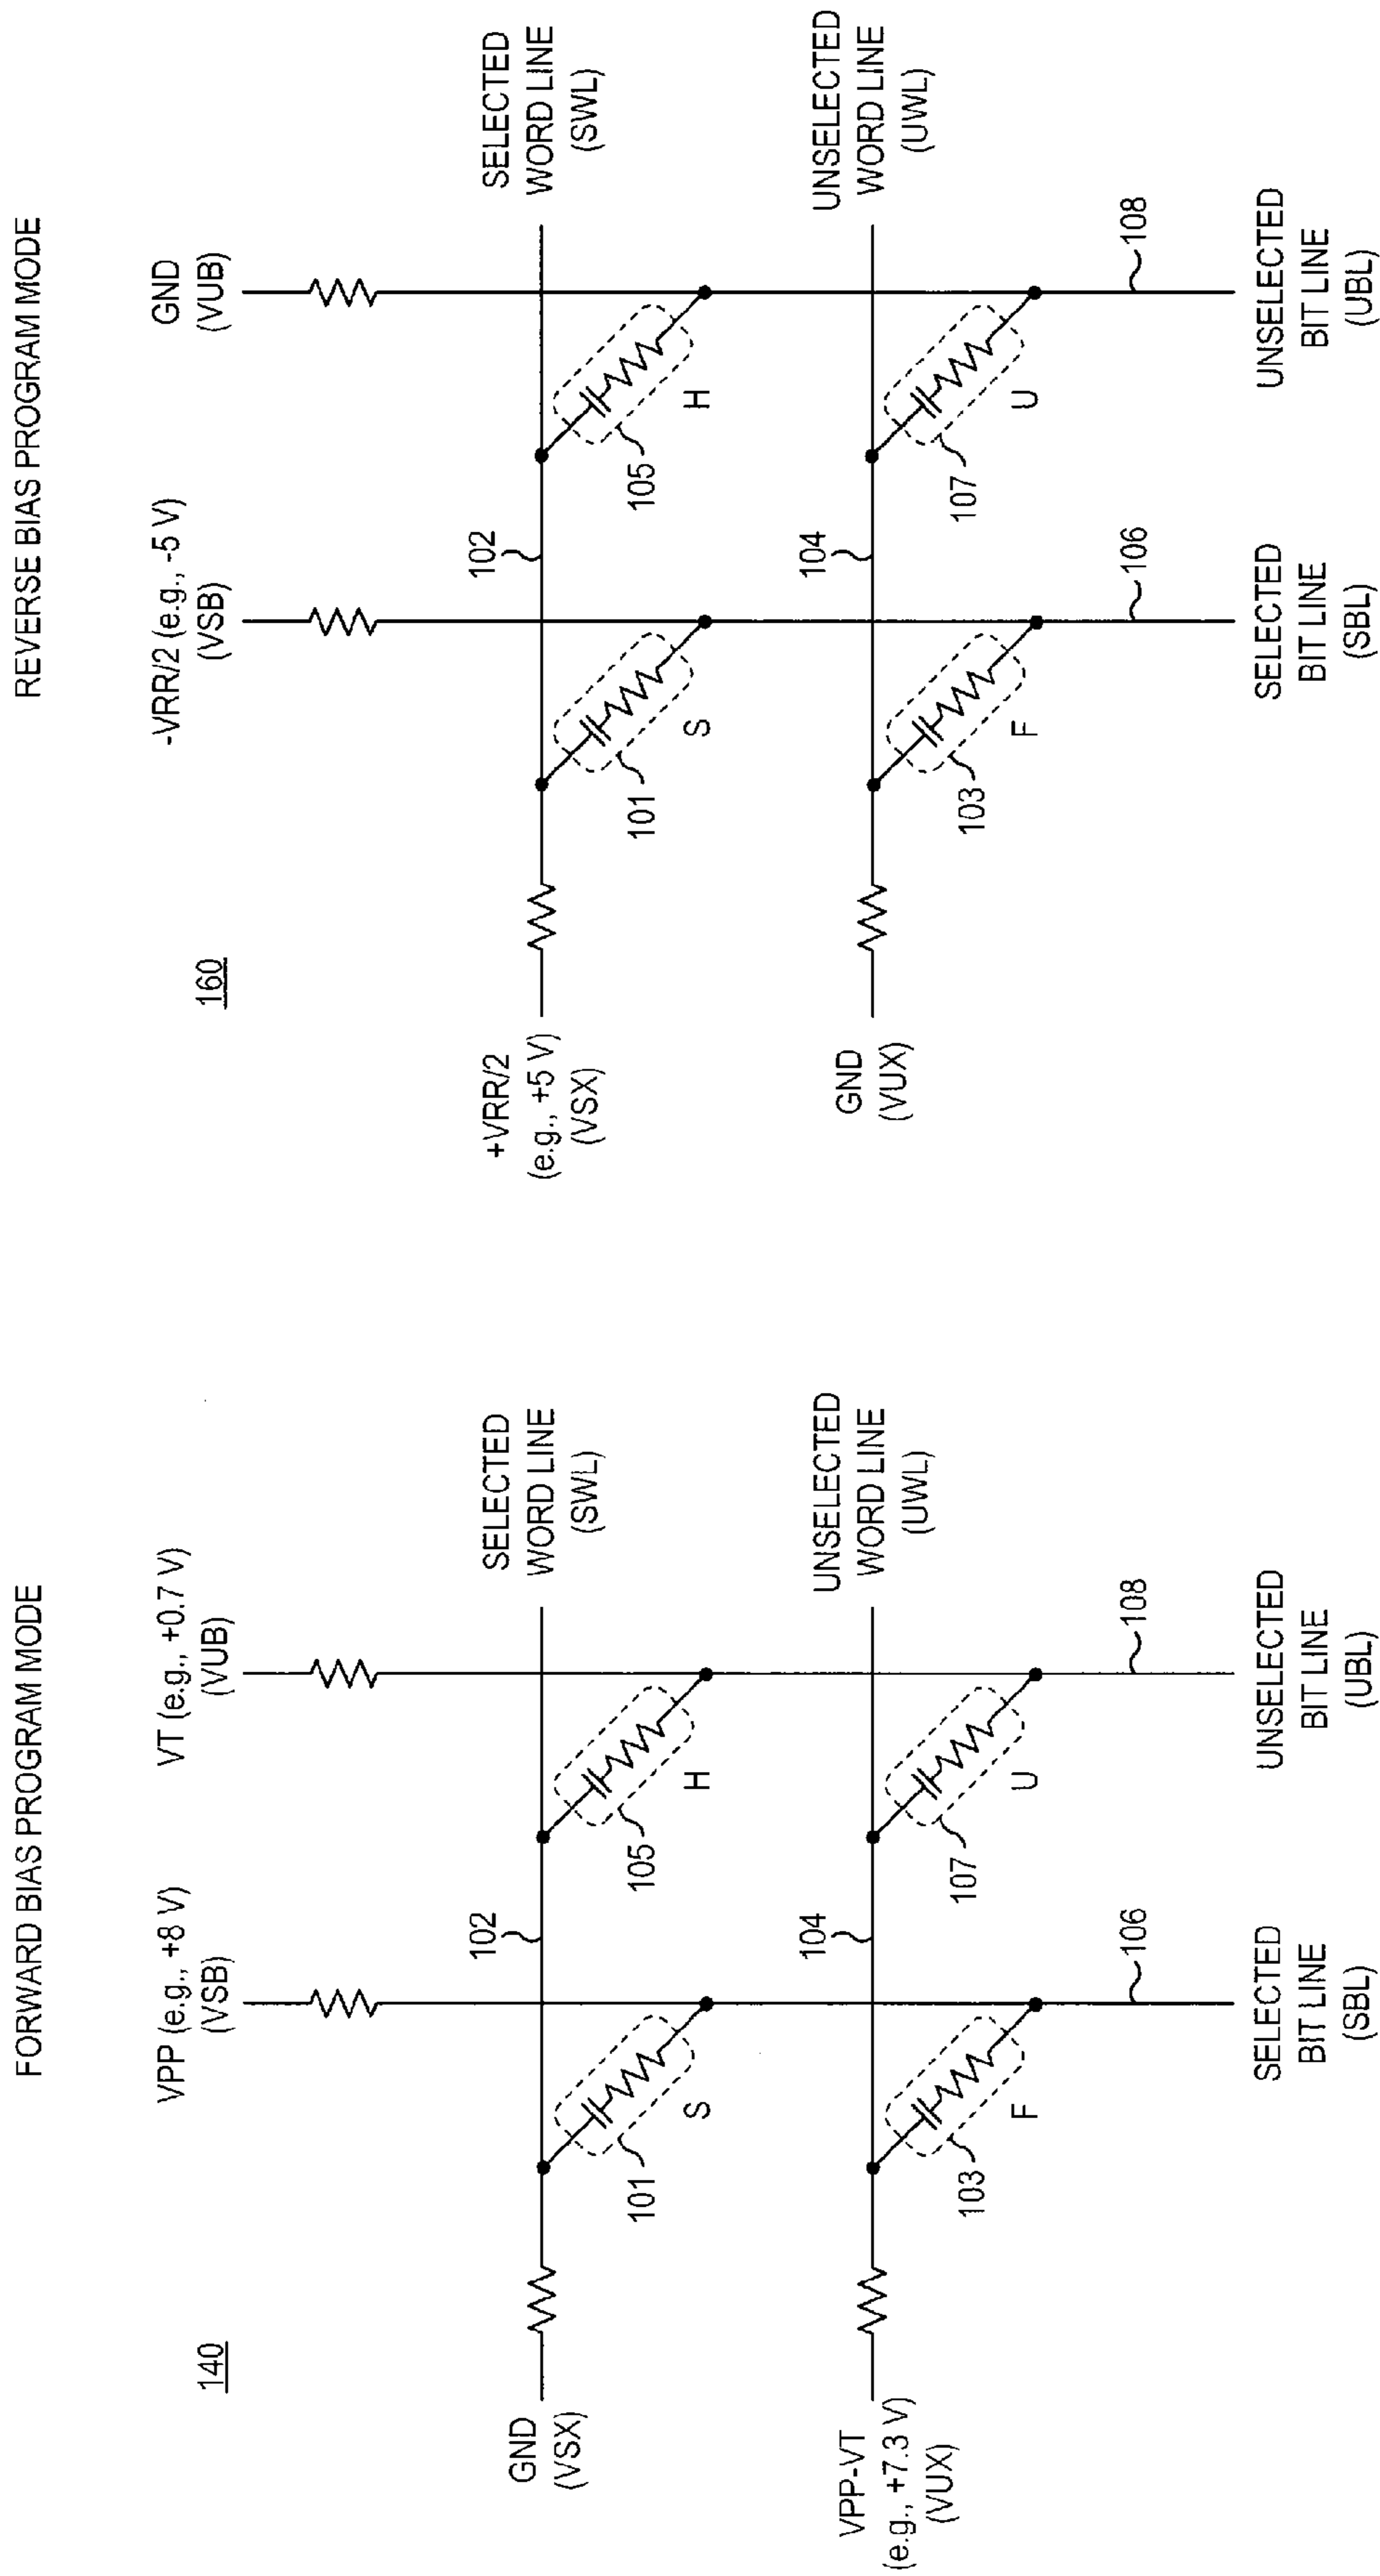 FORWARD BIAS PROGRAM MODE
140
VPP (e.g., +8 V)
(VSB)
VT (e.g., +0.7 V)
(VUB)
GND
(VSX)
102
SELECTED
WORD LINE
(SWL)
101
S
105
H
VPP-VT
(e.g., +7.3 V)
(VUX)
104
UNSELECTED
WORD LINE
(UWL)
103
F
107
U
106
108
SELECTED
BIT LINE
(SBL)
UNSELECTED
BIT LINE
(UBL)
REVERSE BIAS PROGRAM MODE
160
-VRR/2 (e.g., -5 V)
(VSB)
GND
(VUB)
+VRR/2
(e.g., +5 V)
(VSX)
102
SELECTED
WORD LINE
(SWL)
101
S
105
H
GND
(VUX)
104
UNSELECTED
WORD LINE
(UWL)
103
F
107
U
106
108
SELECTED
BIT LINE
(SBL)
UNSELECTED
BIT LINE
(UBL)